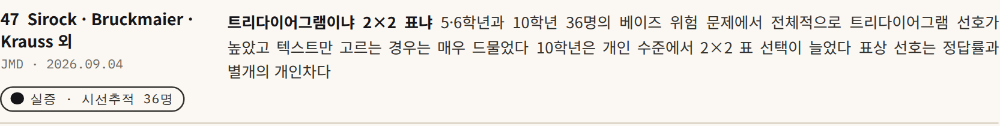 47 Sirock · Bruckmaier ·
Krauss 외
JMD · 2026.09.04
● 실증 · 시선추적 36명
트리다이어그램이냐 2×2 표냐 5·6학년과 10학년 36명의 베이즈 위험 문제에서 전체적으로 트리다이어그램 선호가
높았고 텍스트만 고르는 경우는 매우 드물었다 10학년은 개인 수준에서 2×2 표 선택이 늘었다 표상 선호는 정답률과
별개의 개인차다